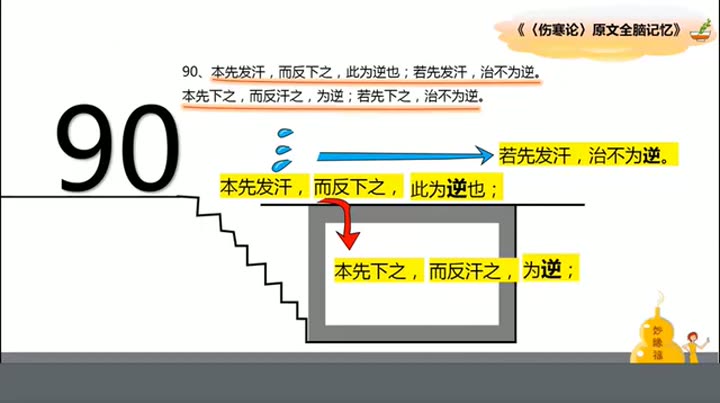 《〈伤寒论〉原文全脑记忆》
90、本先发汗，而反下之，此为逆也；若先发汗，治不为逆。
本先下之，而反汗之，为逆；若先下之，治不为逆。
90
若先发汗，治不为逆。
本先发汗，而反下之，此为逆也；
本先下之，而反汗之，为逆；
妙缘福